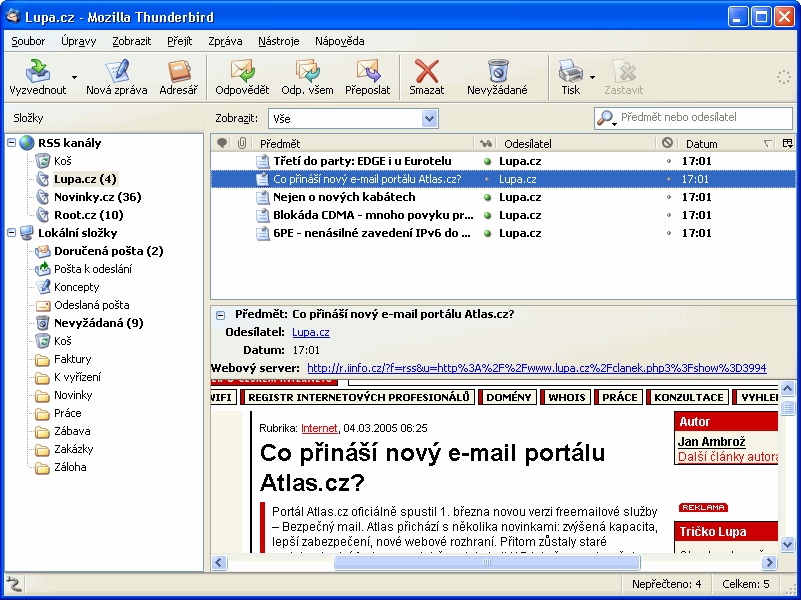 Lupa.cz - Mozilla Thunderbird
Soubor Úpravy Zobrazit Přejít Zpráva Nástroje Nápověda
Vyzvednout Nová zpráva Adresář Odpovědět Odp. všem Přeposlat Smazat Nevyžádané Tisk Zastavit
Složky Zobrazit: Vše Předmět nebo odesílatel
RSS kanály
Koš
Lupa.cz (4)
Novinky.cz (36)
Root.cz (10)
Lokální složky
Doručená pošta (2)
Pošta k odeslání
Koncepty
Odeslaná pošta
Nevyžádaná (9)
Koš
Faktury
K vyřízení
Novinky
Práce
Zábava
Zakázky
Záloha
Předmět Odesílatel Datum
Třetí do party: EDGE i u Eurotelu Lupa.cz 17:01
Co přináší nový e-mail portálu Atlas.cz? Lupa.cz 17:01
Nejen o nových kabátech Lupa.cz 17:01
Blokáda CDMA - mnoho povyku pr... Lupa.cz 17:01
6PE - nenásilné zavedení IPv6 do ... Lupa.cz 17:01
Předmět: Co přináší nový e-mail portálu Atlas.cz?
Odesílatel: Lupa.cz
Datum: 17:01
Webový server: http://r.iinfo.cz/?f=rss&u=http%3A%2F%2Fwww.lupa.cz%2Fclanek.php3%3Fshow%3D3994
WIFI REGISTR INTERNETOVÝCH PROFESIONÁLŮ DOMÉNY WHOIS PRÁCE KONZULTACE VYHLE
Rubrika: Internet, 04.03.2005 06:25
Co přináší nový e-mail portálu
Atlas.cz?
Portál Atlas.cz oficiálně spustil 1. března novou verzi freemailové služby
– Bezpečný mail. Atlas přichází s několika novinkami: zvýšená kapacita,
lepší zabezpečení, nové webové rozhraní. Přitom zůstaly staré
Autor
Jan Ambrož
Další články autora
REKLAMA
Tričko Lupa
Nepřečteno: 4 Celkem: 5